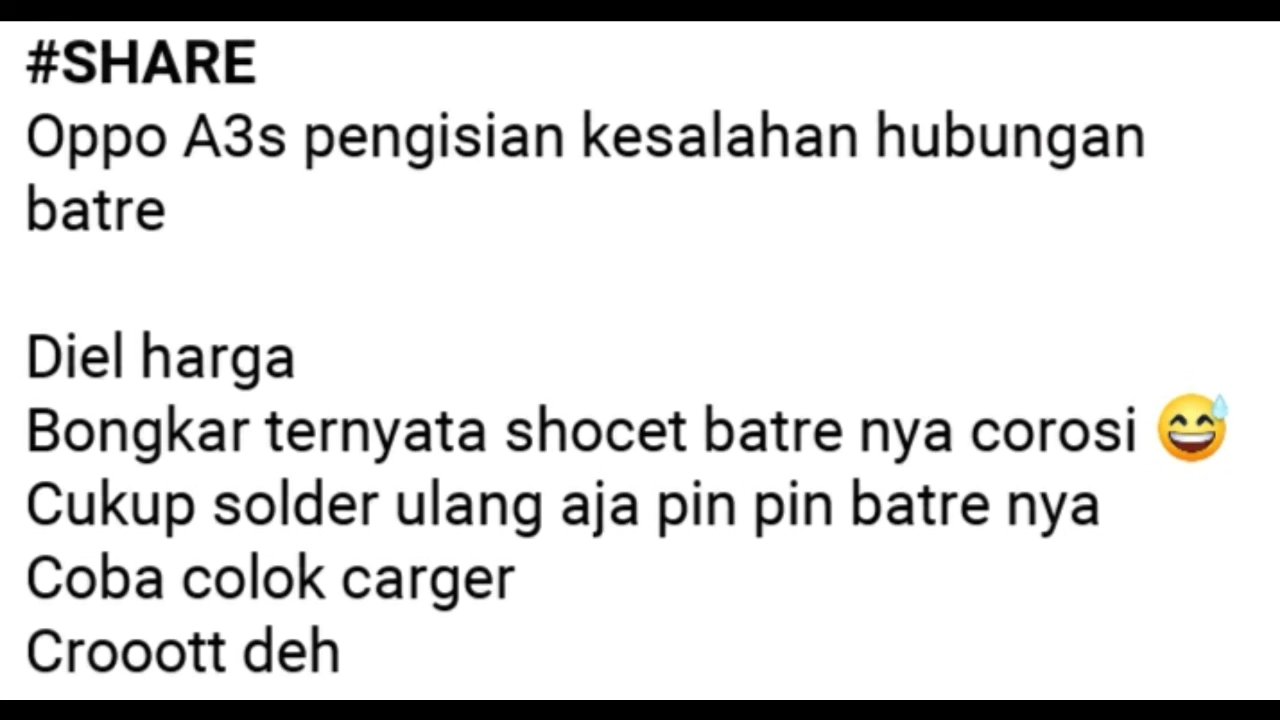 #SHARE
Oppo A3s pengisian kesalahan hubungan
batre
Diel harga
Bongkar ternyata shocet batre nya corosi 😅
Cukup solder ulang aja pin pin batre nya
Coba colok carger
Crooott deh